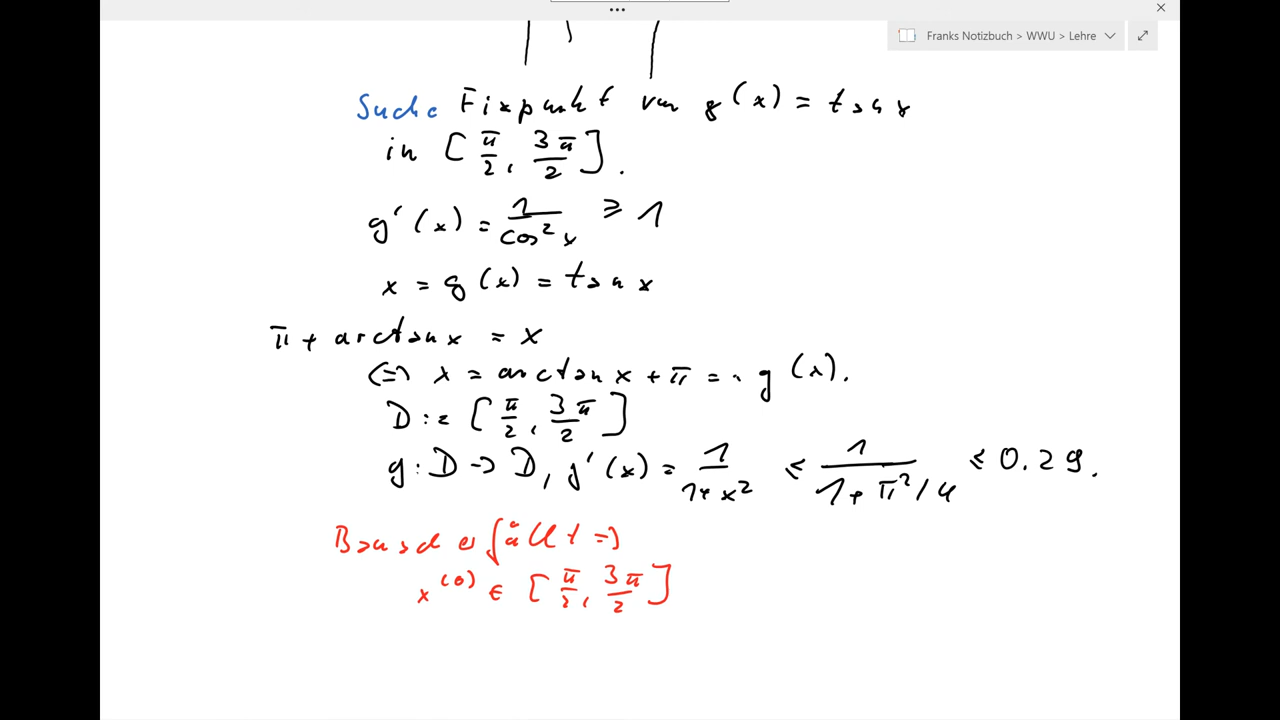 Franks Notizbuch > WWU > Lehre
Suche Fixpunkt von g(x) = tan x
in [π/2, 3π/2].
g'(x) = 1/cos²x ≥ 1
x = g(x) = tan x
π + arctan x = x
⇔ x = arctan x + π =: g(x).
D := [π/2, 3π/2]
g: D → D, g'(x) = 1/(1+x²) ≤ 1/(1+π²/4) ≤ 0.29.
Banach erfüllt ⇒
x^(0) ∈ [π/2, 3π/2]